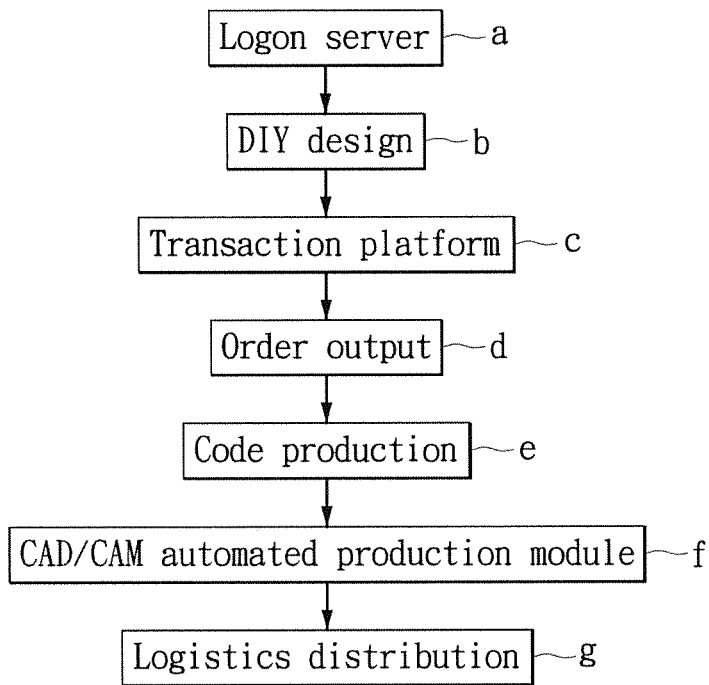 Logon server a
DIY design b
Transaction platform c
Order output d
Code production e
CAD/CAM automated production module f
Logistics distribution g